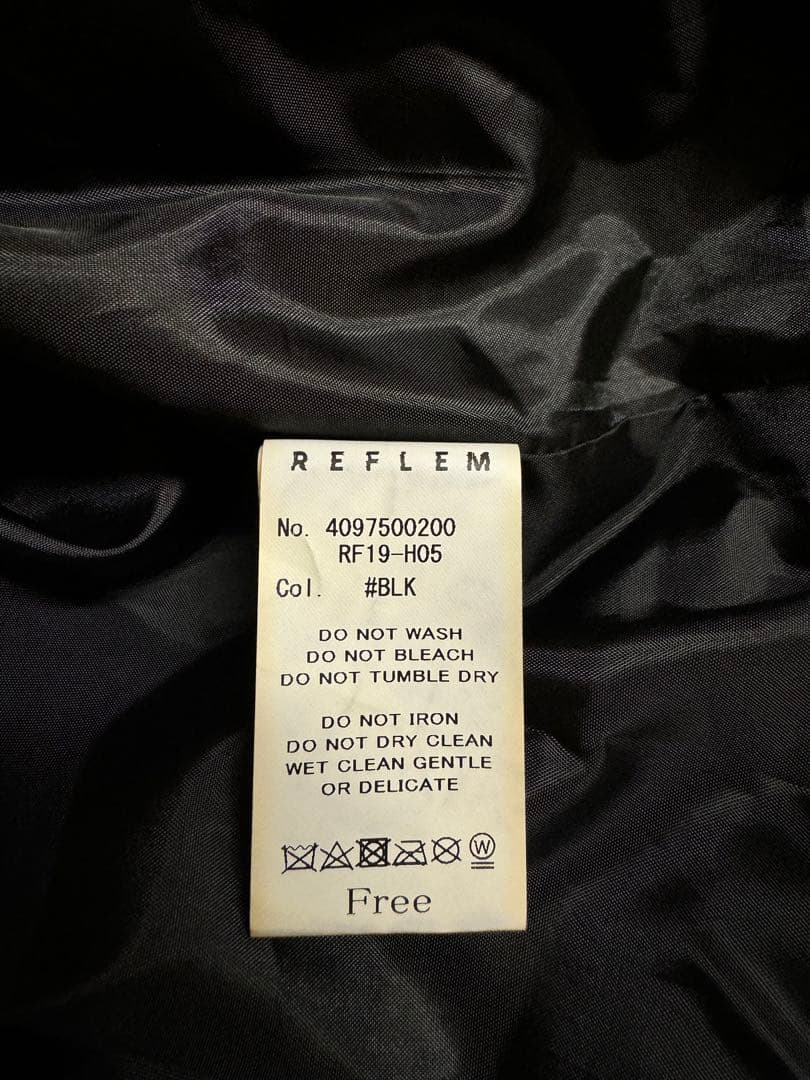 REFLEM
No. 4097500200
RF19-H05
Col. #BLK
DO NOT WASH
DO NOT BLEACH
DO NOT TUMBLE DRY
DO NOT IRON
DO NOT DRY CLEAN
WET CLEAN GENTLE
OR DELICATE
W
Free